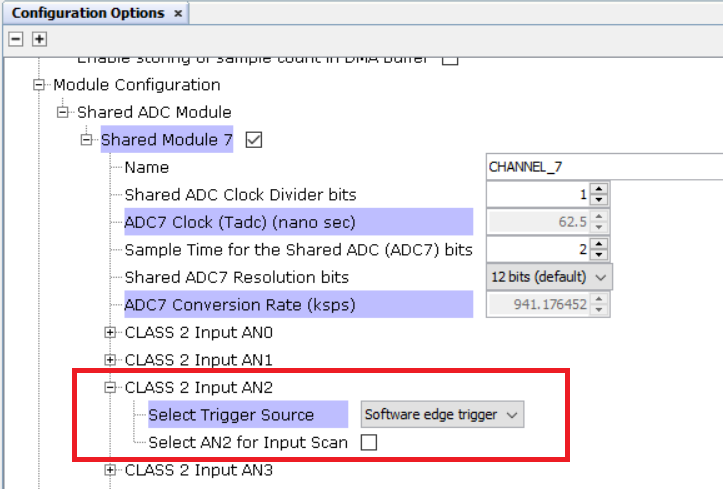 Configuration Options ×
Enable storing of sample count in DMA buffer
Module Configuration
Shared ADC Module
Shared Module 7
Name CHANNEL_7
Shared ADC Clock Divider bits 1
ADC7 Clock (Tadc) (nano sec) 62.5
Sample Time for the Shared ADC (ADC7) bits 2
Shared ADC7 Resolution bits 12 bits (default)
ADC7 Conversion Rate (ksps) 941.176452
CLASS 2 Input AN0
CLASS 2 Input AN1
CLASS 2 Input AN2
Select Trigger Source Software edge trigger
Select AN2 for Input Scan
CLASS 2 Input AN3